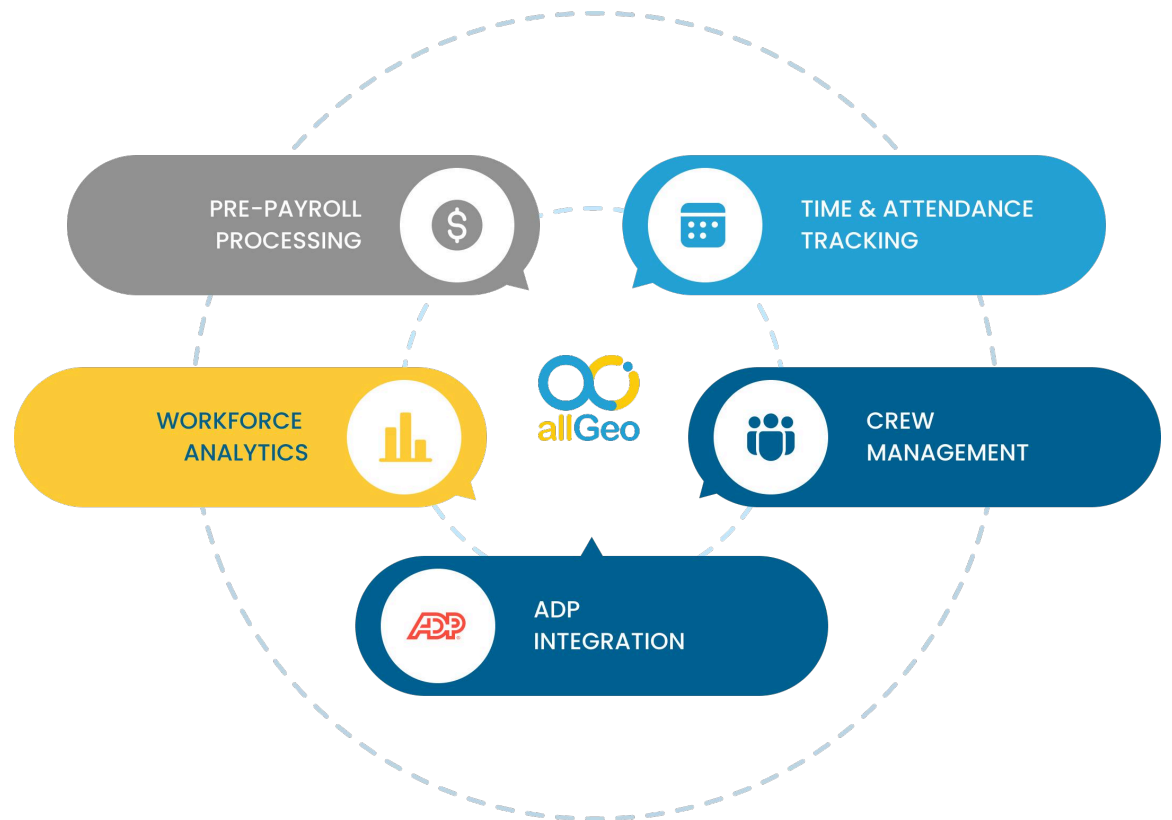 PRE-PAYROLL
PROCESSING
TIME & ATTENDANCE
TRACKING
WORKFORCE
ANALYTICS
allGeo
CREW
MANAGEMENT
ADP
ADP
INTEGRATION